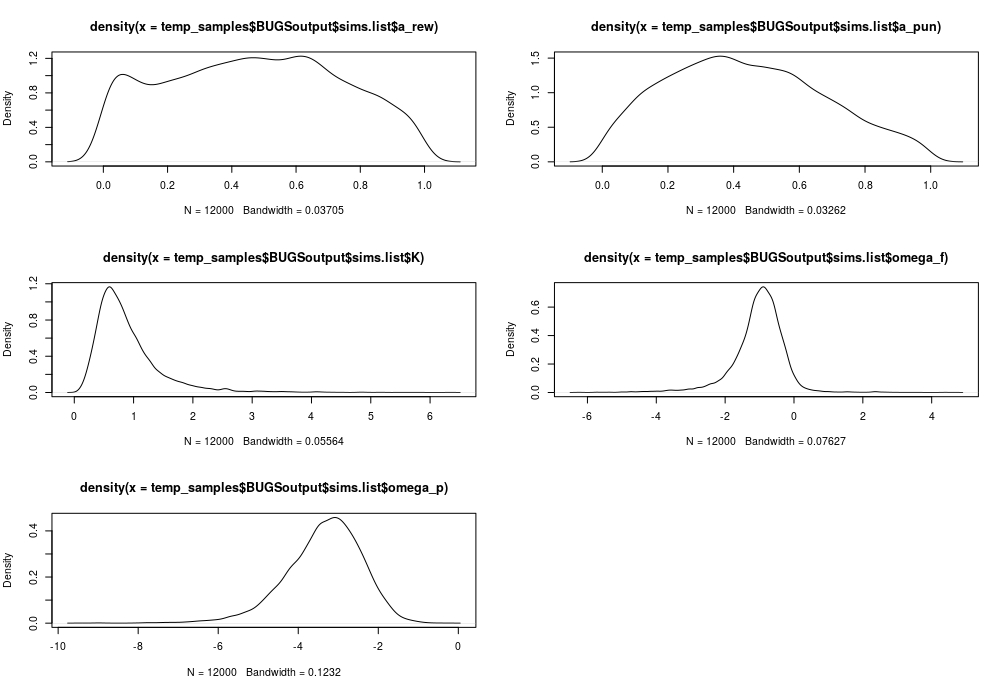 density(x = temp_samples$BUGSoutput$sims.list$a_rew)
Density
0.0 0.4 0.8 1.2
0.0 0.2 0.4 0.6 0.8 1.0
N = 12000 Bandwidth = 0.03705
density(x = temp_samples$BUGSoutput$sims.list$a_pun)
Density
0.0 0.5 1.0 1.5
0.0 0.2 0.4 0.6 0.8 1.0
N = 12000 Bandwidth = 0.03262
density(x = temp_samples$BUGSoutput$sims.list$K)
Density
0.0 0.4 0.8 1.2
0 1 2 3 4 5 6
N = 12000 Bandwidth = 0.05564
density(x = temp_samples$BUGSoutput$sims.list$omega_f)
Density
0.0 0.2 0.4 0.6
-6 -4 -2 0 2 4
N = 12000 Bandwidth = 0.07627
density(x = temp_samples$BUGSoutput$sims.list$omega_p)
Density
0.0 0.2 0.4
-10 -8 -6 -4 -2 0
N = 12000 Bandwidth = 0.1232